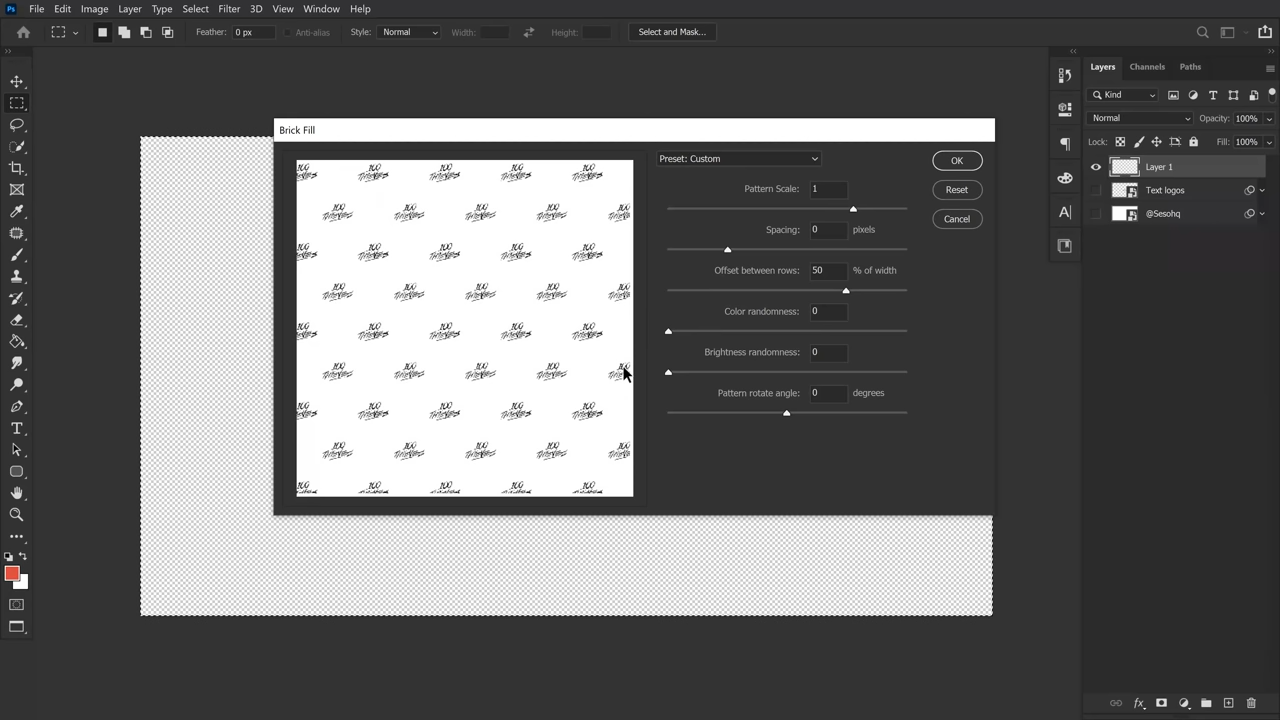 Ps File Edit Image Layer Type Select Filter 3D View Window Help
Feather: 0 px Anti-alias Style: Normal Width: Height: Select and Mask...
Layers Channels Paths
Kind
Normal Opacity: 100%
Lock: Fill: 100%
Layer 1
Text logos
@Sesohq
Brick Fill
Preset: Custom
OK
Pattern Scale: 1
Reset
Cancel
Spacing: 0 pixels
Offset between rows: 50 % of width
Color randomness: 0
Brightness randomness: 0
Pattern rotate angle: 0 degrees